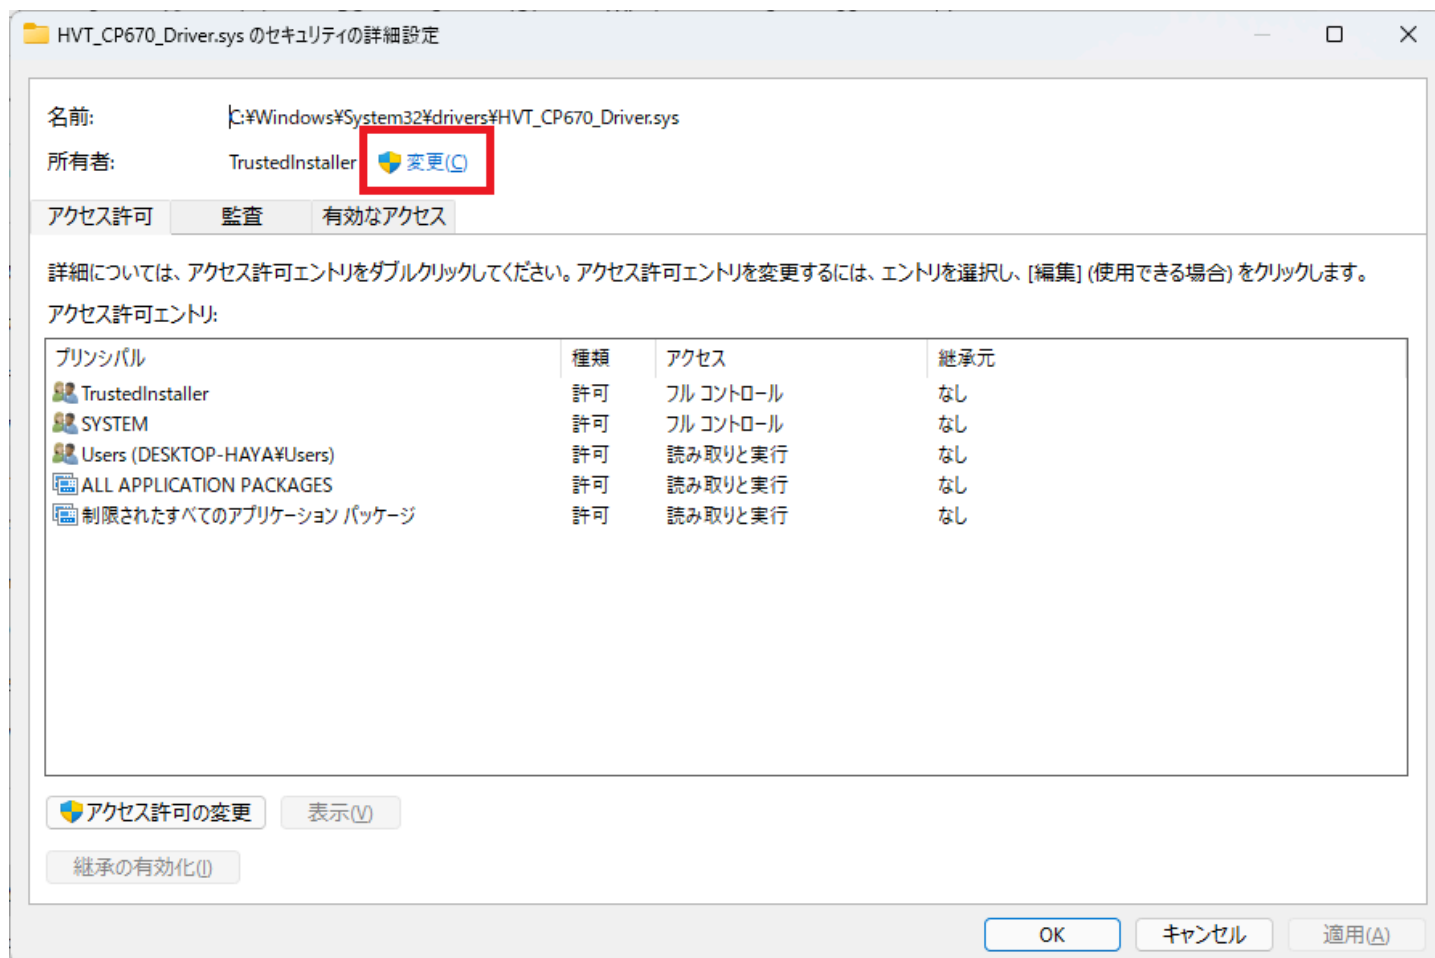 HVT_CP670_Driver.sys のセキュリティの詳細設定
名前: C:¥Windows¥System32¥drivers¥HVT_CP670_Driver.sys
所有者: TrustedInstaller 変更(C)
アクセス許可 監査 有効なアクセス
詳細については、アクセス許可エントリをダブルクリックしてください。アクセス許可エントリを変更するには、エントリを選択し、[編集] (使用できる場合) をクリックします。
アクセス許可エントリ:
プリンシパル 種類 アクセス 継承元
TrustedInstaller 許可 フル コントロール なし
SYSTEM 許可 フル コントロール なし
Users (DESKTOP-HAYA¥Users) 許可 読み取りと実行 なし
ALL APPLICATION PACKAGES 許可 読み取りと実行 なし
制限されたすべてのアプリケーション パッケージ 許可 読み取りと実行 なし
アクセス許可の変更 表示(V)
継承の有効化(I)
OK キャンセル 適用(A)